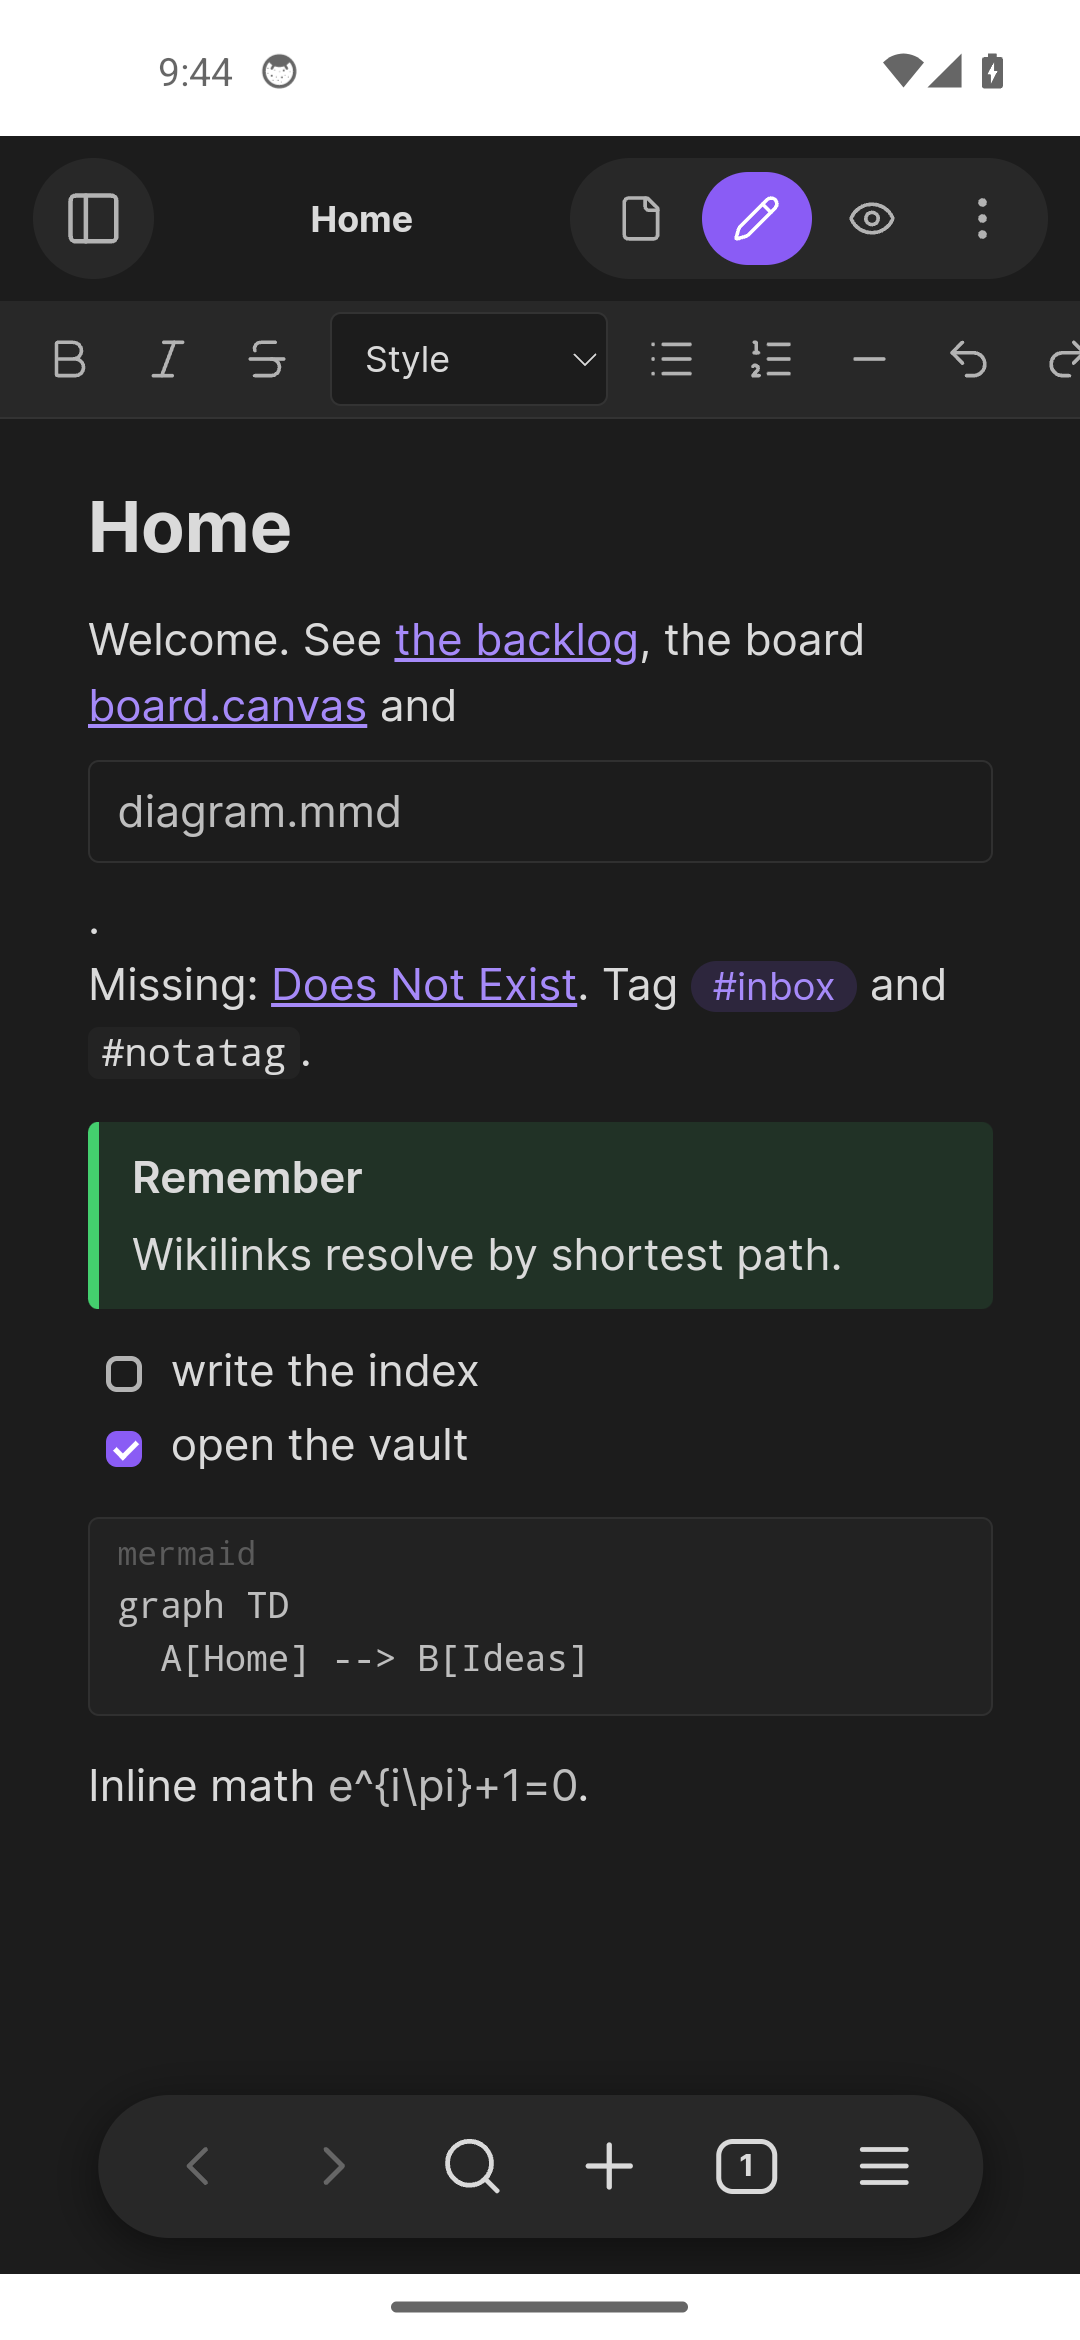 9:44
Home
Style
Home
Welcome. See the backlog, the board
board.canvas and
diagram.mmd
.
Missing: Does Not Exist. Tag #inbox and
#notatag.
Remember
Wikilinks resolve by shortest path.
write the index
open the vault
mermaid
graph TD
  A[Home] --> B[Ideas]
Inline math e^{i\pi}+1=0.
1